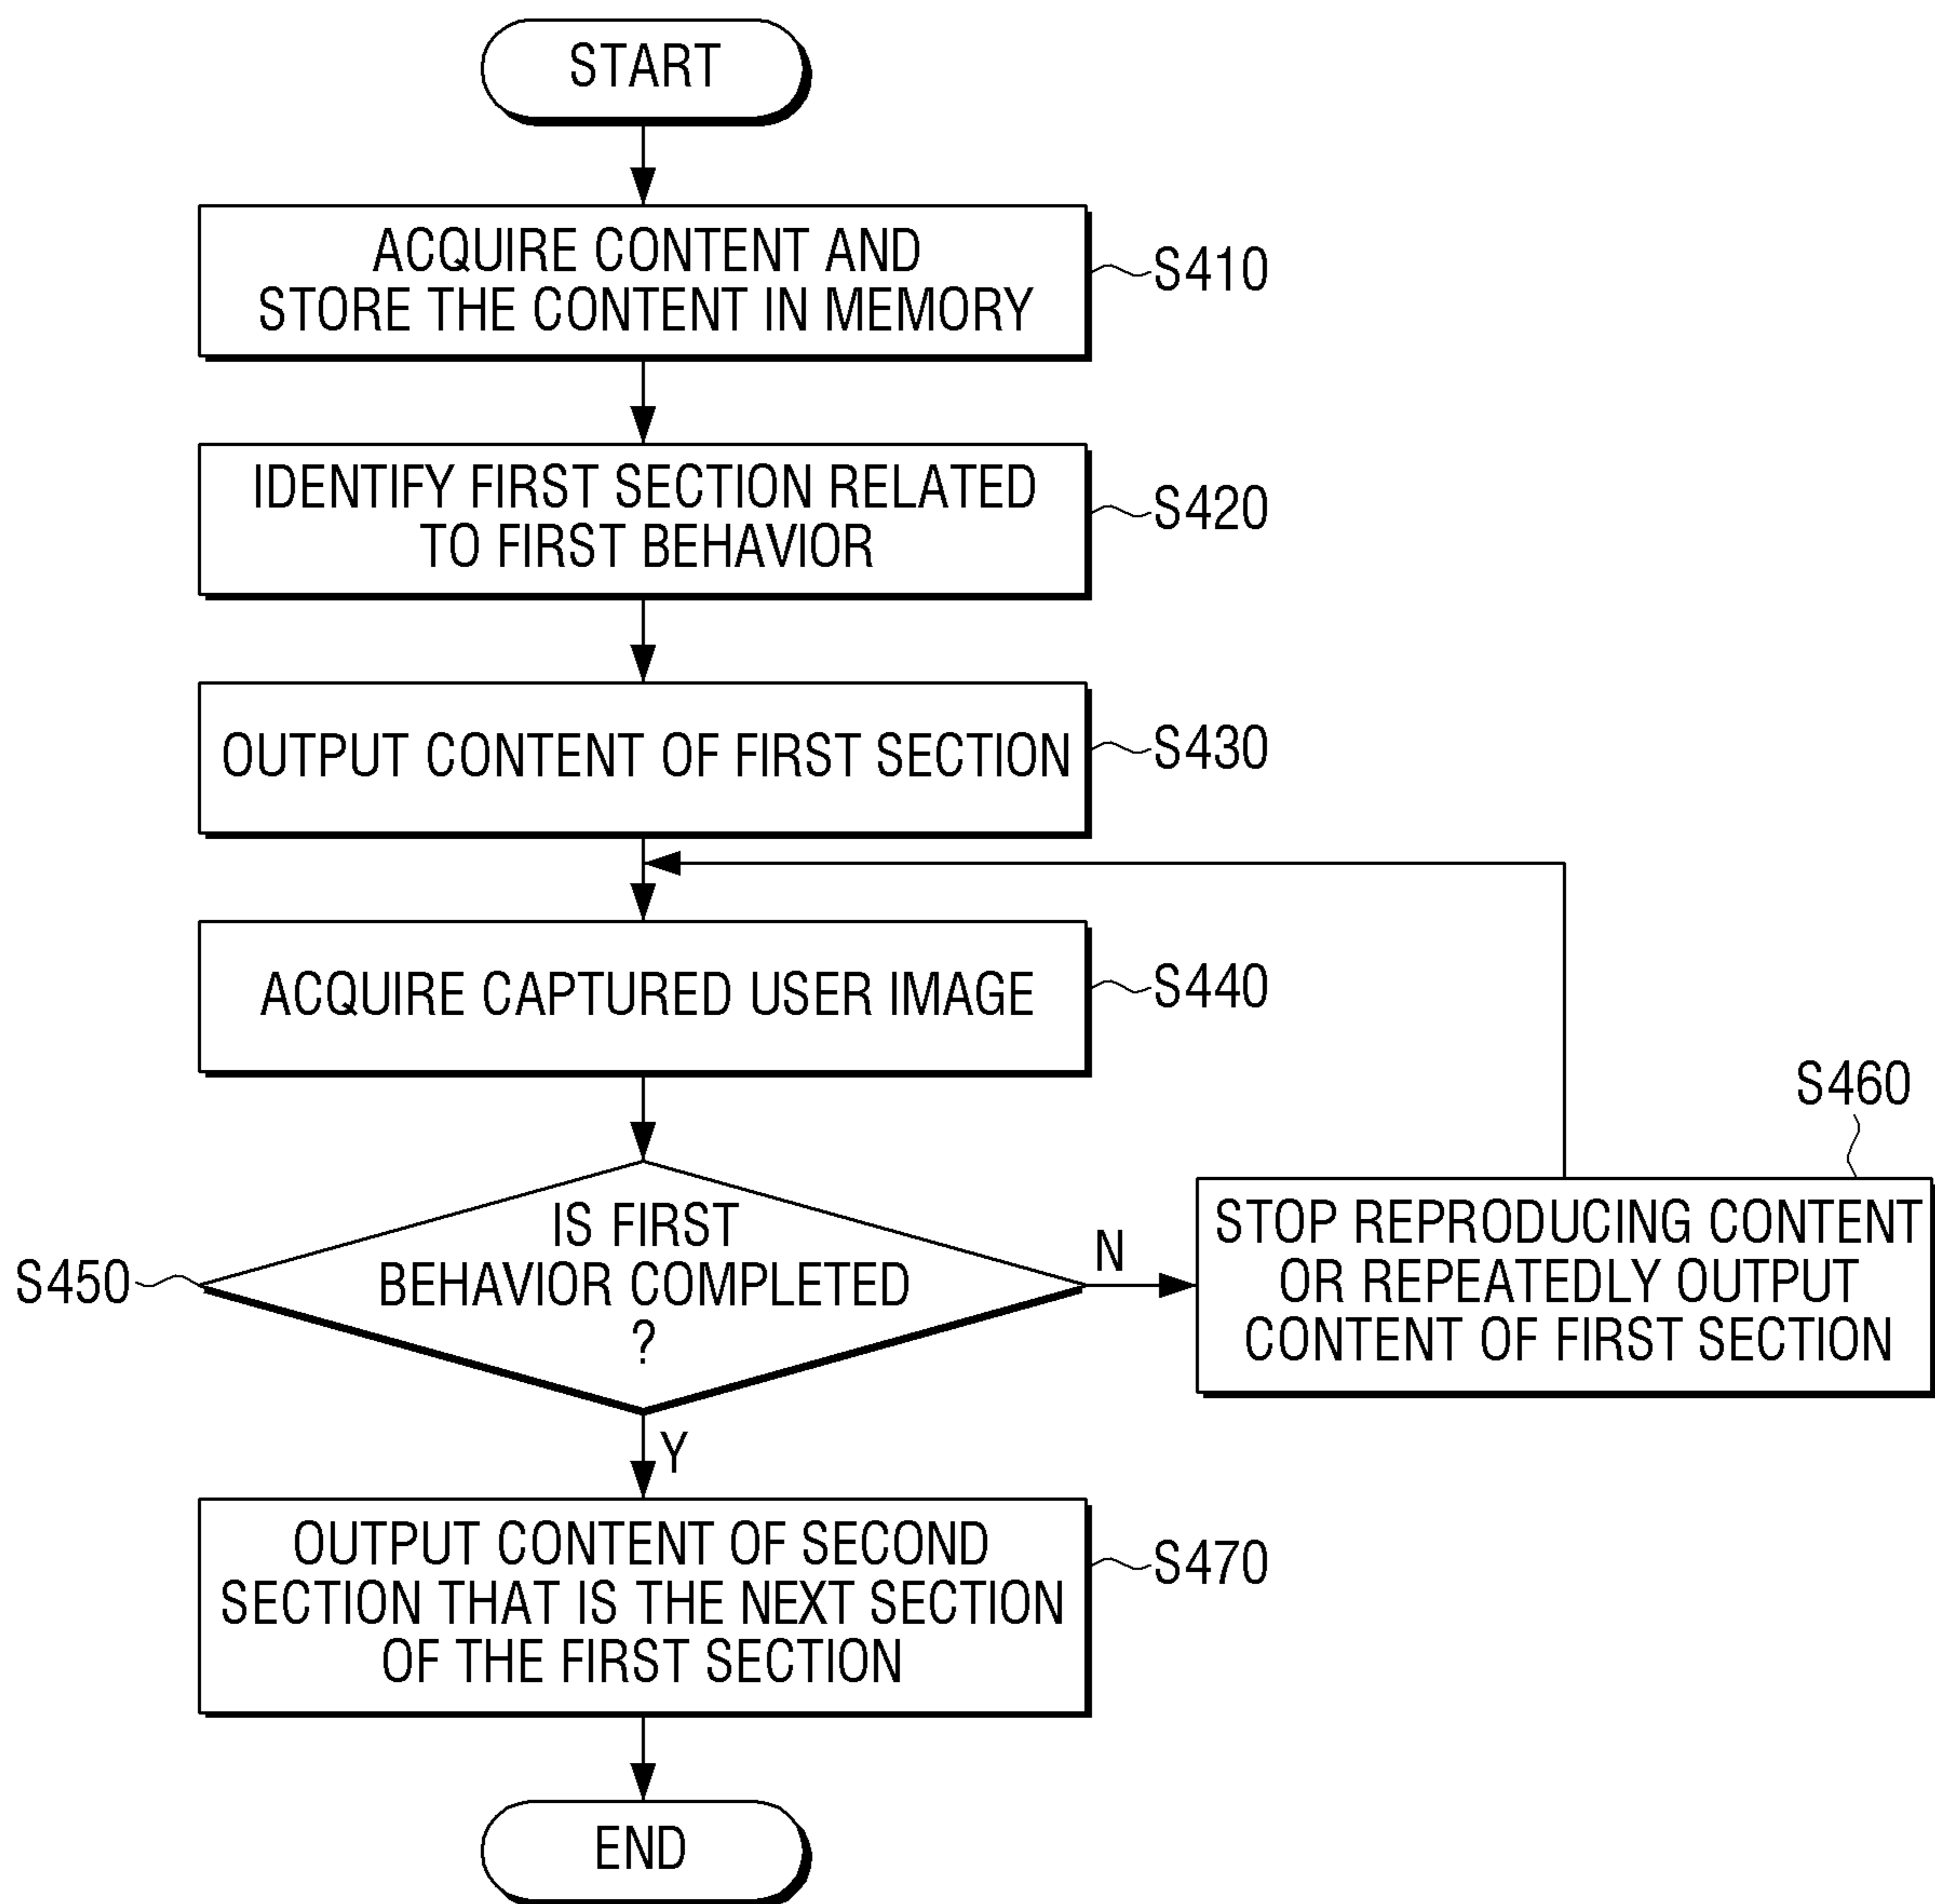 START
ACQUIRE CONTENT AND
STORE THE CONTENT IN MEMORY
S410
IDENTIFY FIRST SECTION RELATED
TO FIRST BEHAVIOR
S420
OUTPUT CONTENT OF FIRST SECTION
S430
ACQUIRE CAPTURED USER IMAGE
S440
IS FIRST
BEHAVIOR COMPLETED
?
S450
N
S460
STOP REPRODUCING CONTENT
OR REPEATEDLY OUTPUT
CONTENT OF FIRST SECTION
Y
OUTPUT CONTENT OF SECOND
SECTION THAT IS THE NEXT SECTION
OF THE FIRST SECTION
S470
END